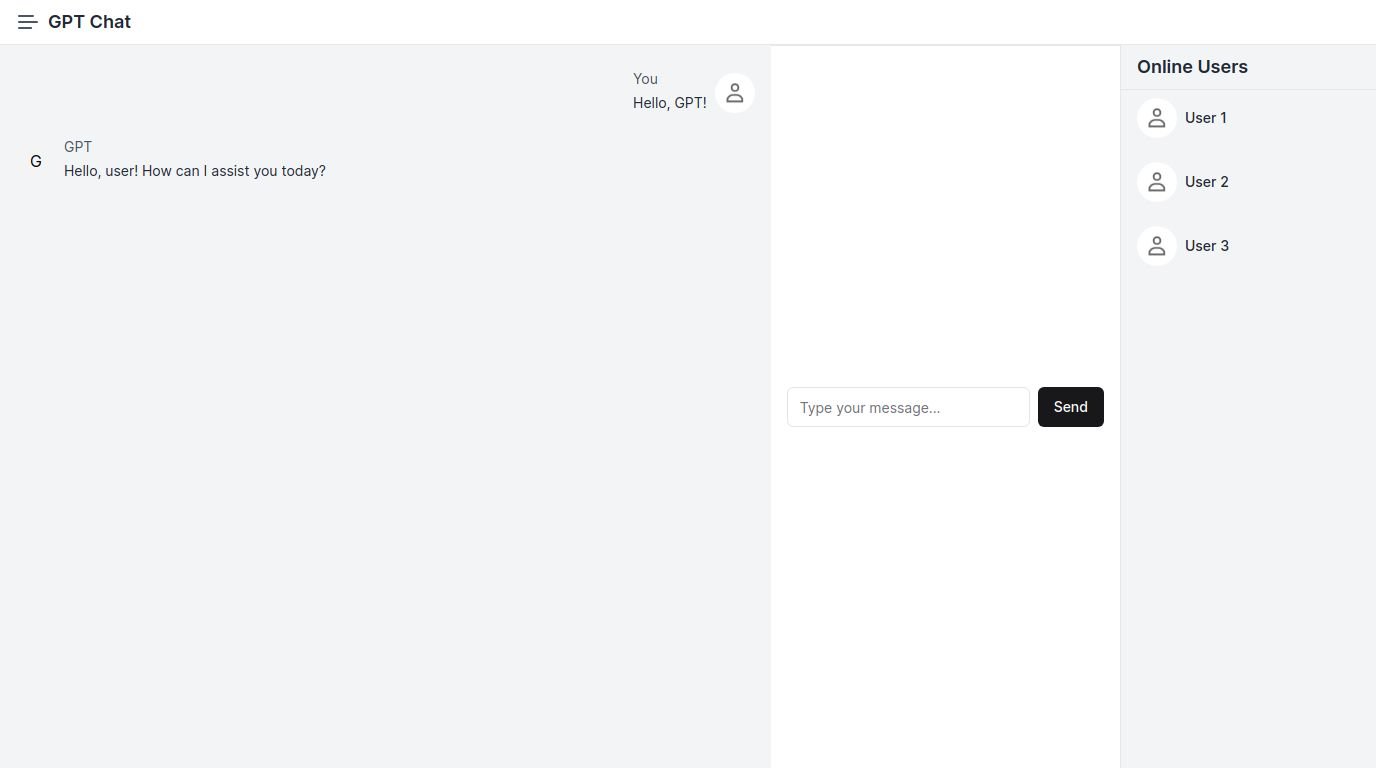 GPT Chat
You
Hello, GPT!
G
GPT
Hello, user! How can I assist you today?
Type your message...
Send
Online Users
User 1
User 2
User 3